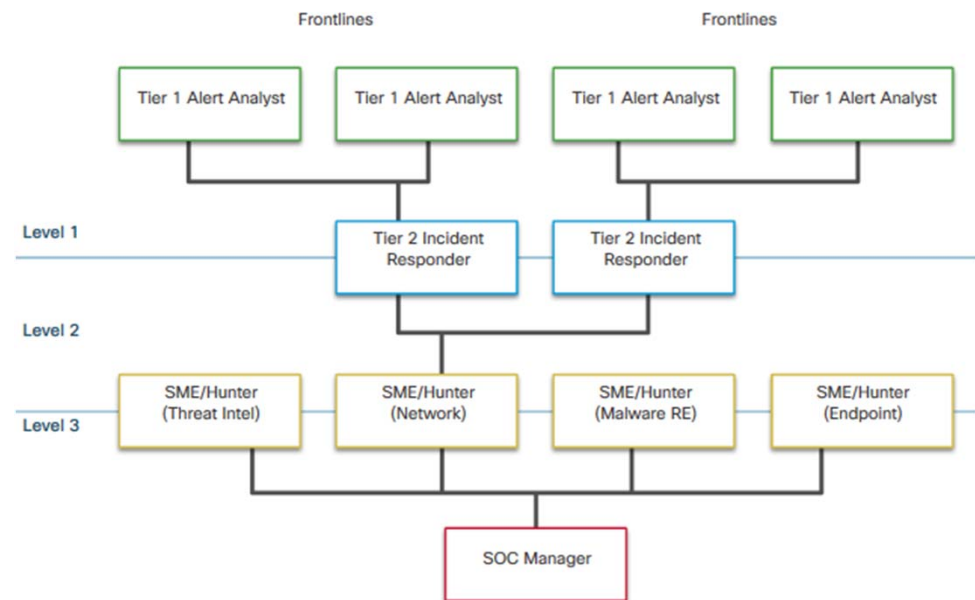 Frontlines
Frontlines
Tier 1 Alert Analyst
Tier 1 Alert Analyst
Tier 1 Alert Analyst
Tier 1 Alert Analyst
Level 1
Tier 2 Incident
Responder
Tier 2 Incident
Responder
Level 2
SME/Hunter
(Threat Intel)
SME/Hunter
(Network)
SME/Hunter
(Malware RE)
SME/Hunter
(Endpoint)
Level 3
SOC Manager